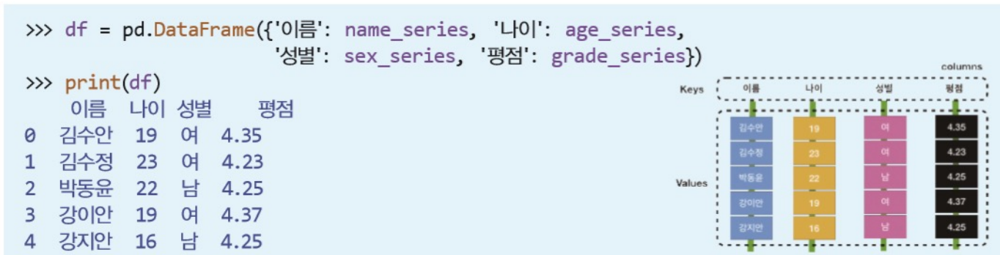 >>> df = pd.DataFrame({'이름': name_series, '나이': age_series,
'성별': sex_series, '평점': grade_series})
>>> print(df)
이름 나이 성별 평점
0 김수안 19 여 4.35
1 김수정 23 여 4.23
2 박동윤 22 남 4.25
3 강이안 19 여 4.37
4 강지안 16 남 4.25
columns
Keys 이름 나이 성별 평점
김수안 19 여 4.35
김수정 23 여 4.23
Values 박동윤 22 남 4.25
강이안 19 여 4.37
강지안 16 남 4.25